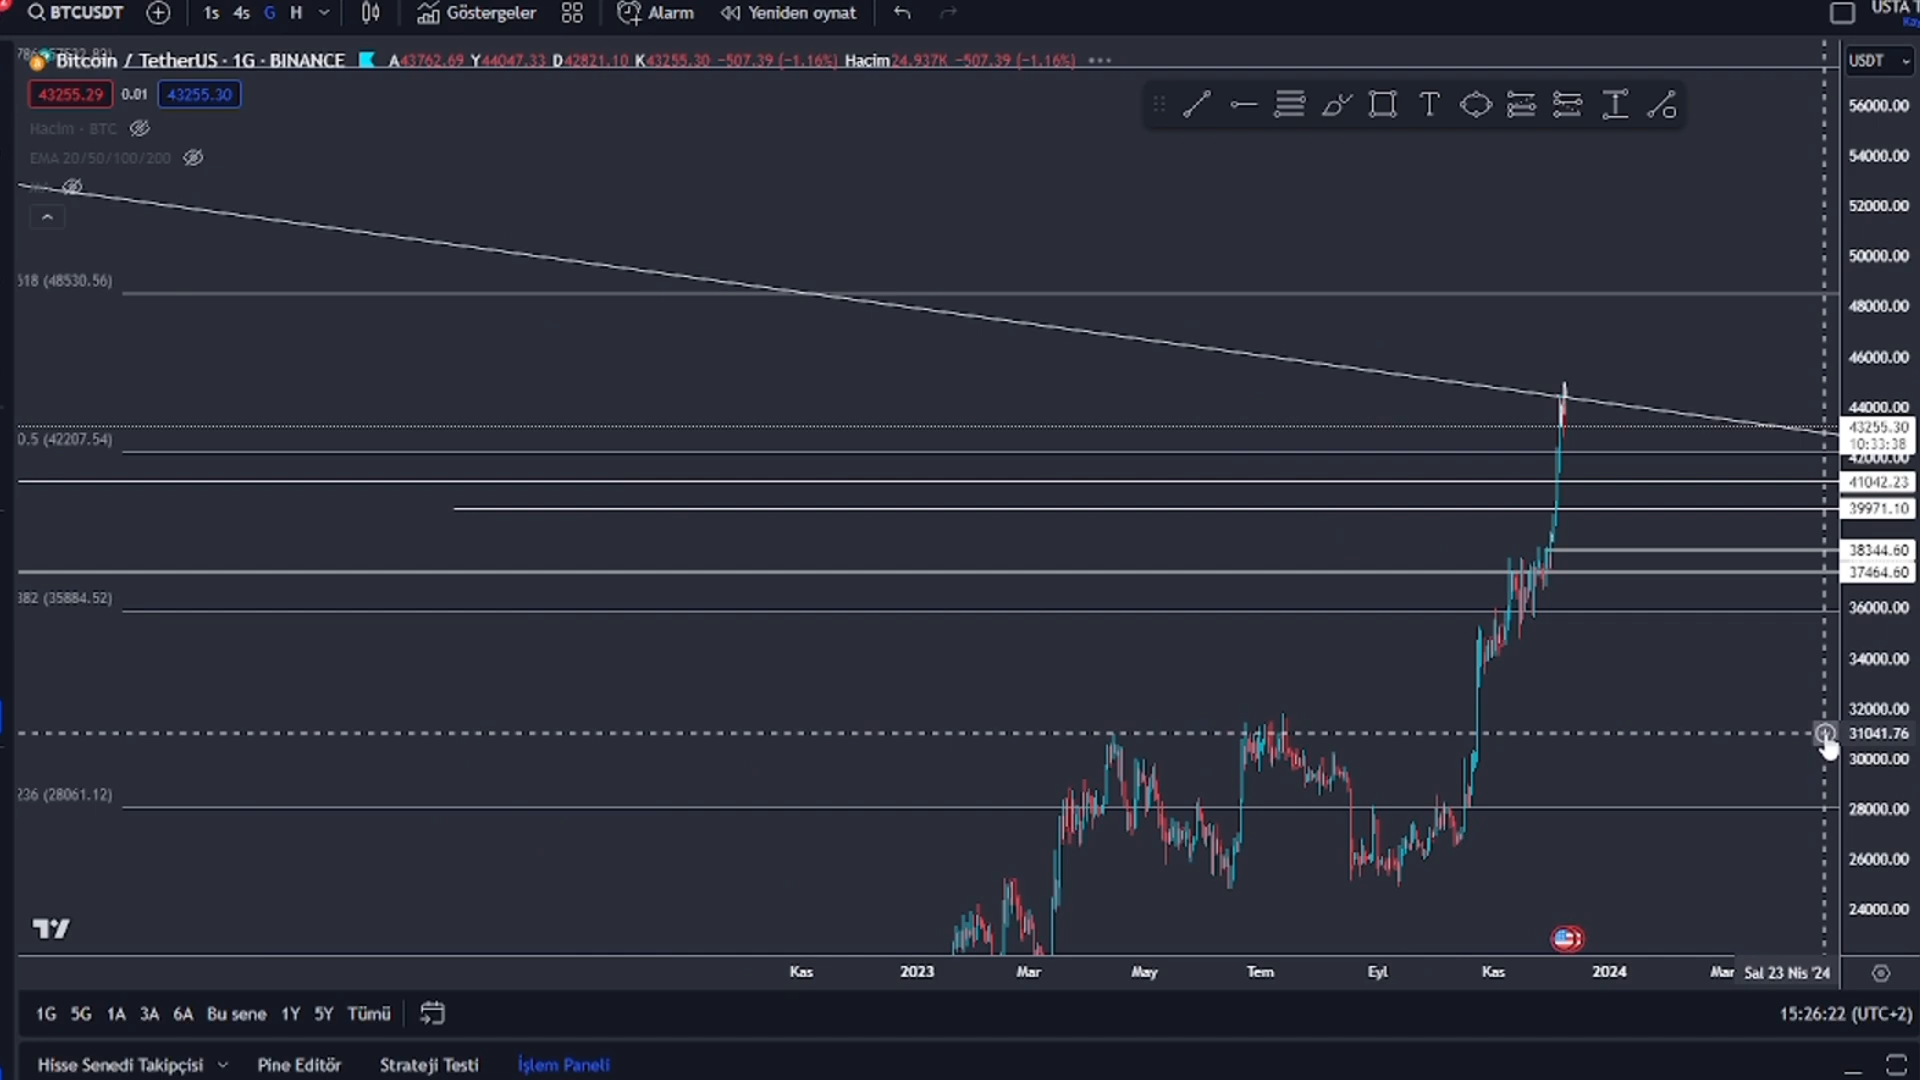 BTCUSDT 1s 4s G H Göstergeler Alarm Yeniden oynat USTA T
Bitcoin / TetherUS · 1G · BINANCE A43762.69 Y44047.33 D42821.10 K43255.30 −507.39 (−1.16%) Hacim24.937K −507.39 (−1.16%)
USDT
43255.29 0.01 43255.30
Hacim · BTC
EMA 20/50/100/200
56000.00
54000.00
52000.00
50000.00
618 (48530.56)
48000.00
46000.00
44000.00
43255.30
10:33:38
0.5 (42207.54)
42000.00
41042.23
39971.10
38344.60
37464.60
382 (35884.52)
36000.00
34000.00
32000.00
31041.76
30000.00
236 (28061.12)
28000.00
26000.00
24000.00
Kas 2023 Mar May Tem Eyl Kas 2024 Mar Sal 23 Nis '24
1G 5G 1A 3A 6A Bu sene 1Y 5Y Tümü
15:26:22 (UTC+2)
Hisse Senedi Takipçisi Pine Editör Strateji Testi İşlem Paneli